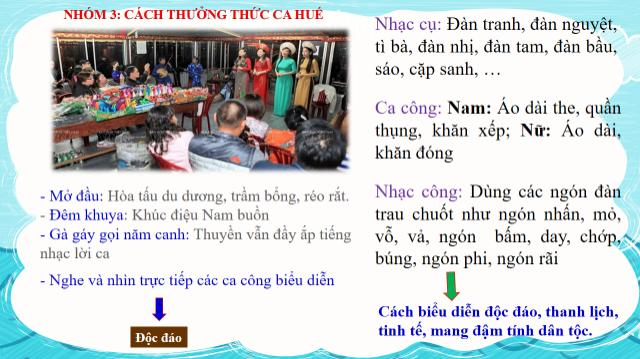 NHÓM 3: CÁCH THƯỞNG THỨC CA HUẾ
- Mở đầu: Hòa tấu du dương, trầm bổng, réo rắt.
- Đêm khuya: Khúc điệu Nam buồn
- Gà gáy gọi năm canh: Thuyền vẫn đầy ắp tiếng
nhạc lời ca
- Nghe và nhìn trực tiếp các ca công biểu diễn
Độc đáo
Nhạc cụ: Đàn tranh, đàn nguyệt,
tì bà, đàn nhị, đàn tam, đàn bầu,
sáo, cặp sanh, …
Ca công: Nam: Áo dài the, quần
thụng, khăn xếp; Nữ: Áo dài,
khăn đóng
Nhạc công: Dùng các ngón đàn
trau chuốt như ngón nhấn, mổ,
vỗ, vả, ngón bấm, day, chớp,
búng, ngón phi, ngón rãi
Cách biểu diễn độc đáo, thanh lịch,
tinh tế, mang đậm tính dân tộc.